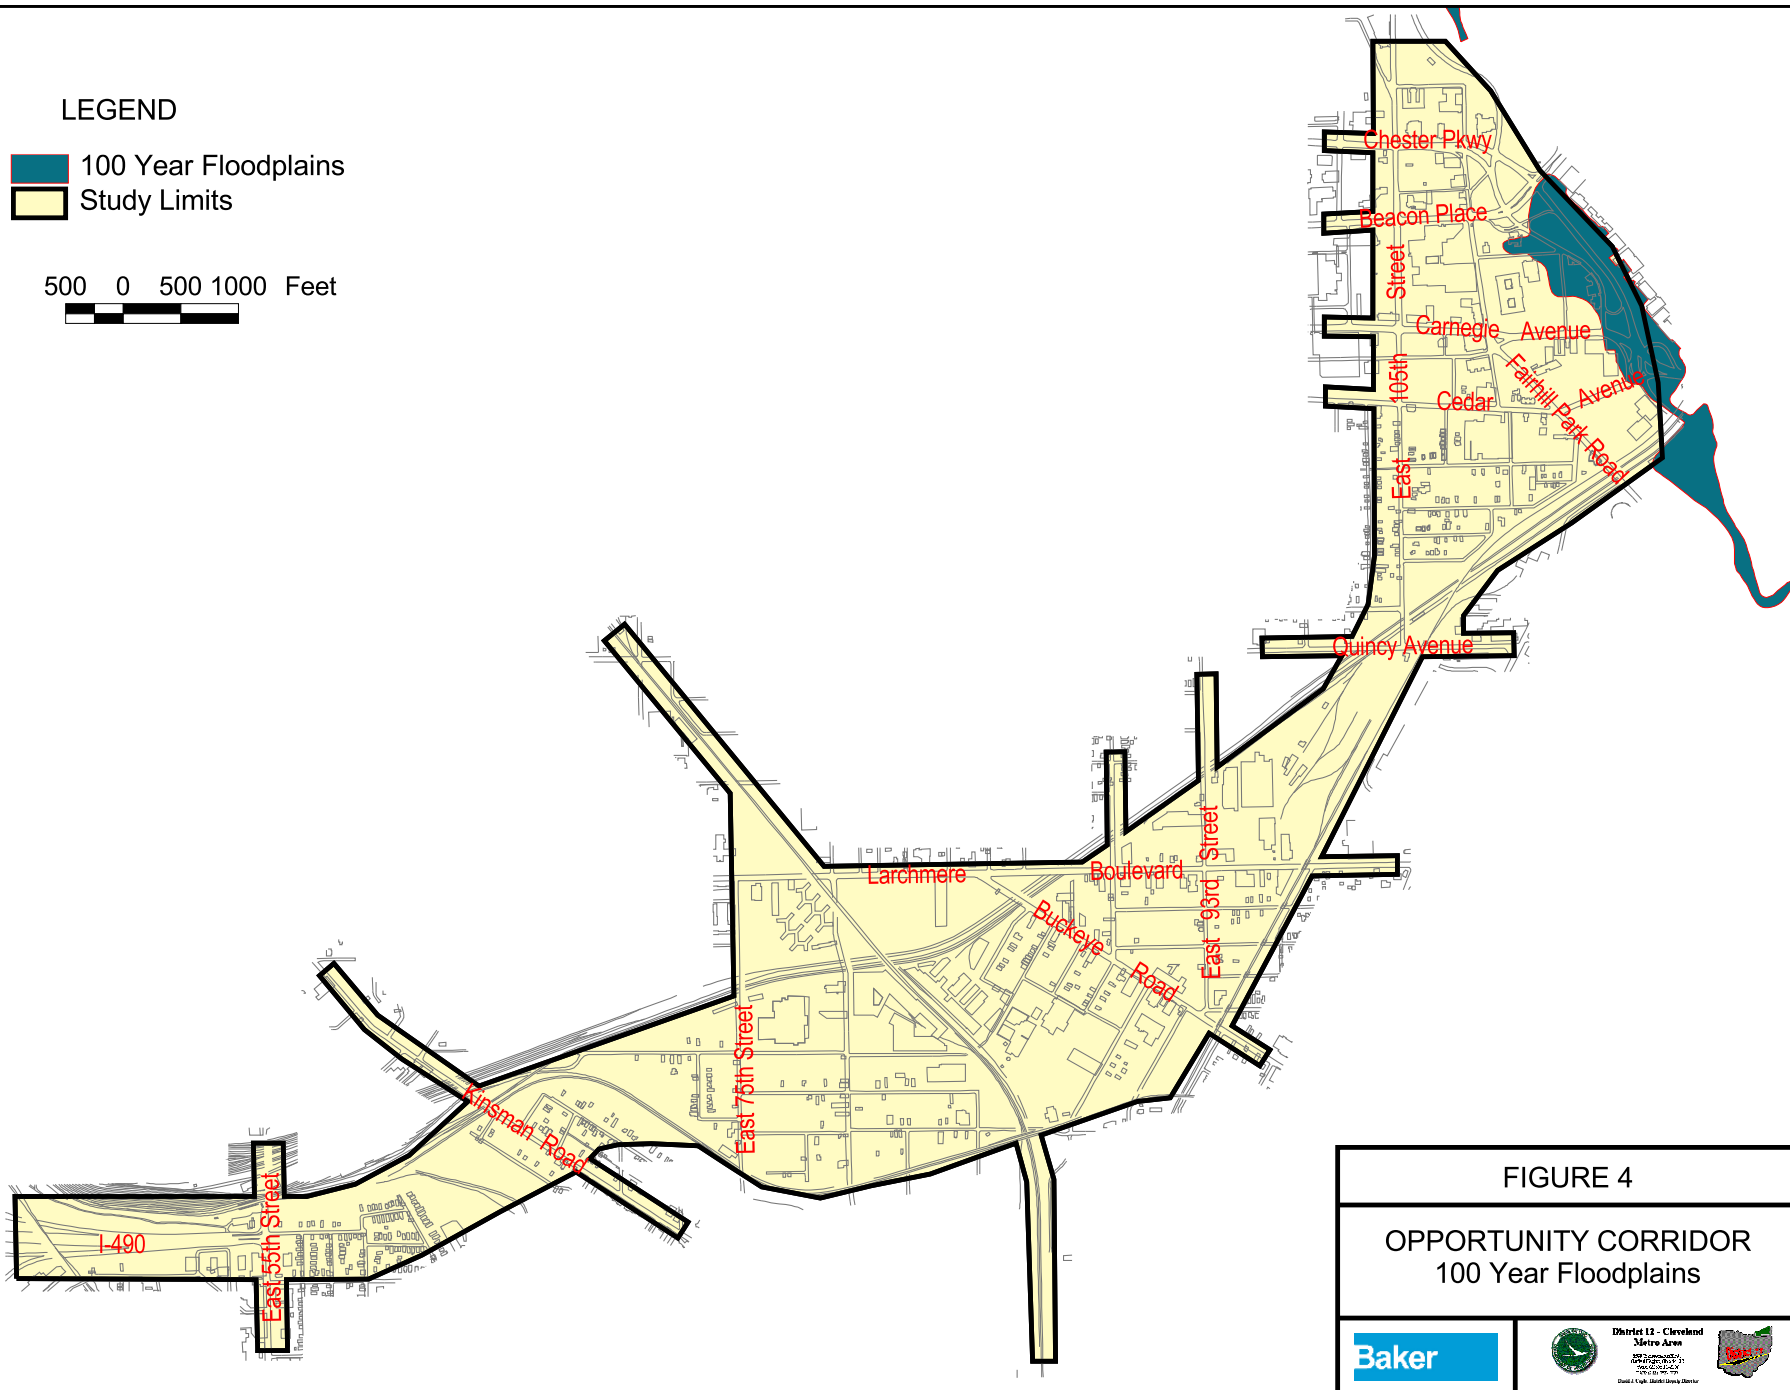 LEGEND
100 Year Floodplains
Study Limits
500 0 500 1000 Feet
Chester Pkwy
Beacon Place
Street
Carnegie Avenue
105th
Fairhill Park Road
Avenue
Cedar
East
Quincy Avenue
Street
Larchmere
Boulevard
93rd
Buckeye
Road
East
East 75th Street
Kinsman Road
East 55th Street
I-490
FIGURE 4
OPPORTUNITY CORRIDOR
100 Year Floodplains
Baker
District 12 - Cleveland
Metro Area